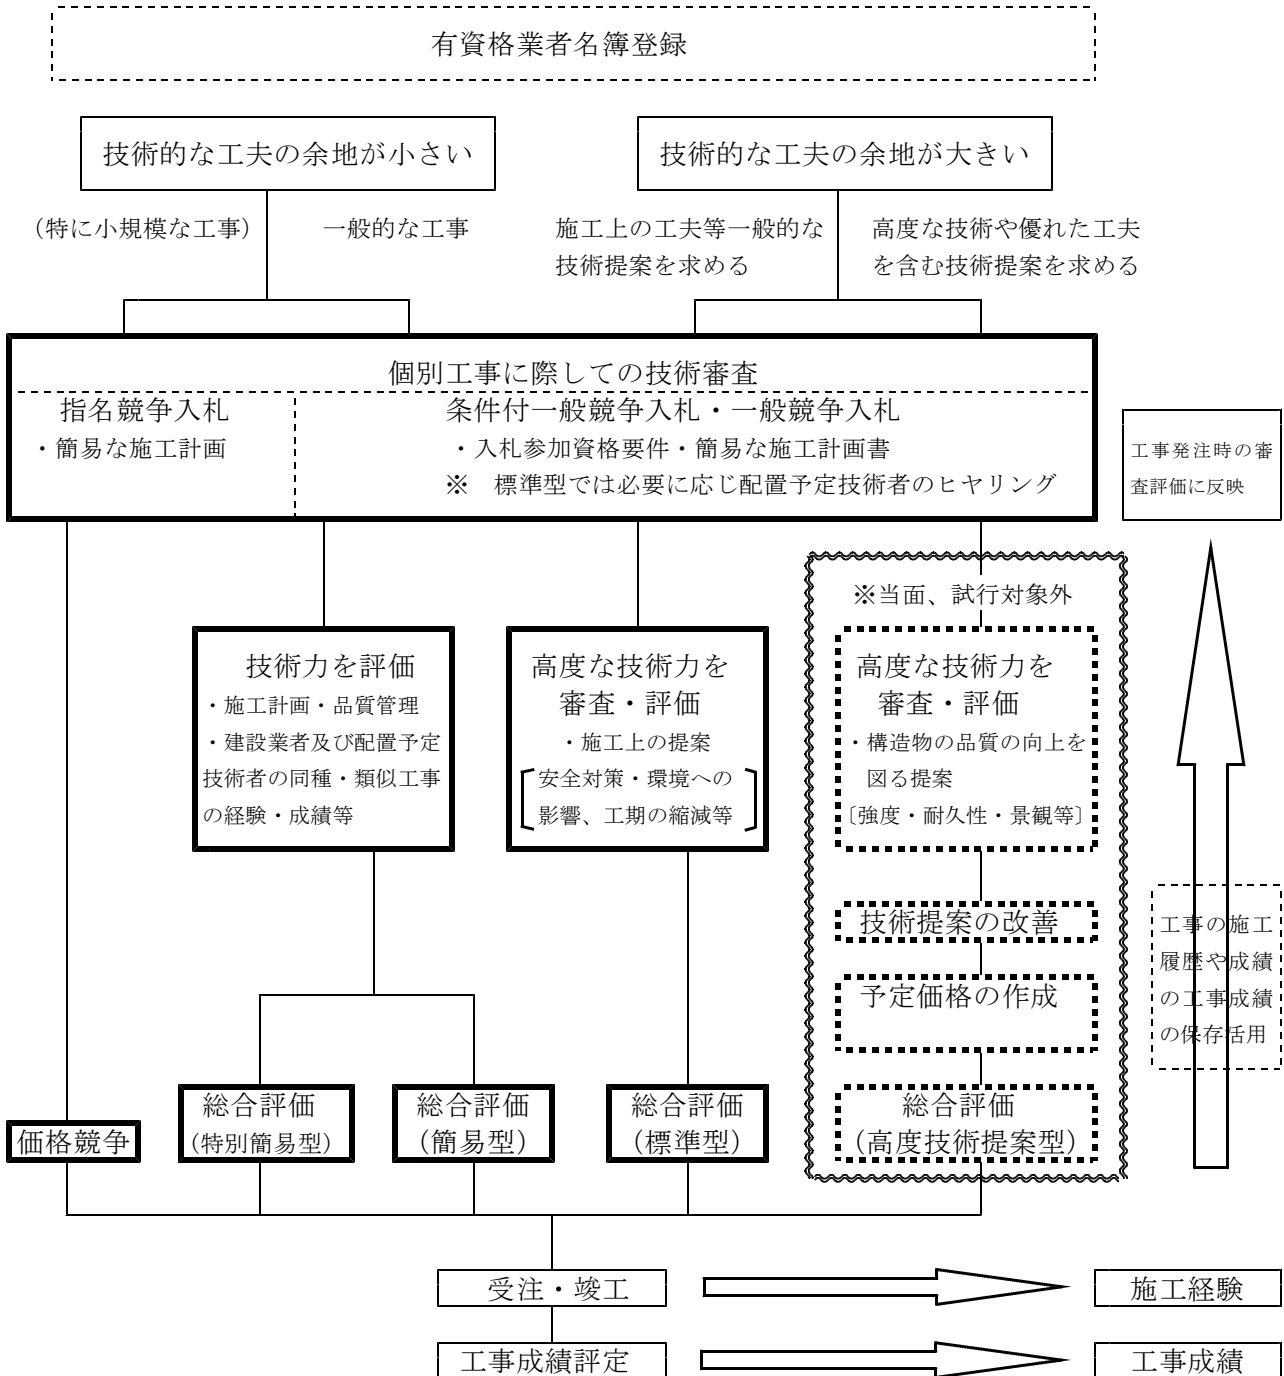 有資格業者名簿登録
技術的な工夫の余地が小さい
技術的な工夫の余地が大きい
（特に小規模な工事）
一般的な工事
施工上の工夫等一般的な
技術提案を求める
高度な技術や優れた工夫
を含む技術提案を求める
個別工事に際しての技術審査
指名競争入札
・簡易な施工計画
条件付一般競争入札・一般競争入札
・入札参加資格要件・簡易な施工計画書
※　標準型では必要に応じ配置予定技術者のヒヤリング
工事発注時の審
査評価に反映
技術力を評価
・施工計画・品質管理
・建設業者及び配置予定
技術者の同種・類似工事
の経験・成績等
高度な技術力を
審査・評価
・施工上の提案
安全対策・環境への
影響、工期の縮減等
※当面、試行対象外
高度な技術力を
審査・評価
・構造物の品質の向上を
図る提案
〔強度・耐久性・景観等〕
技術提案の改善
予定価格の作成
工事の施工
履歴や成績
の工事成績
の保存活用
価格競争
総合評価
（特別簡易型）
総合評価
（簡易型）
総合評価
（標準型）
総合評価
（高度技術提案型）
受注・竣工
施工経験
工事成績評定
工事成績